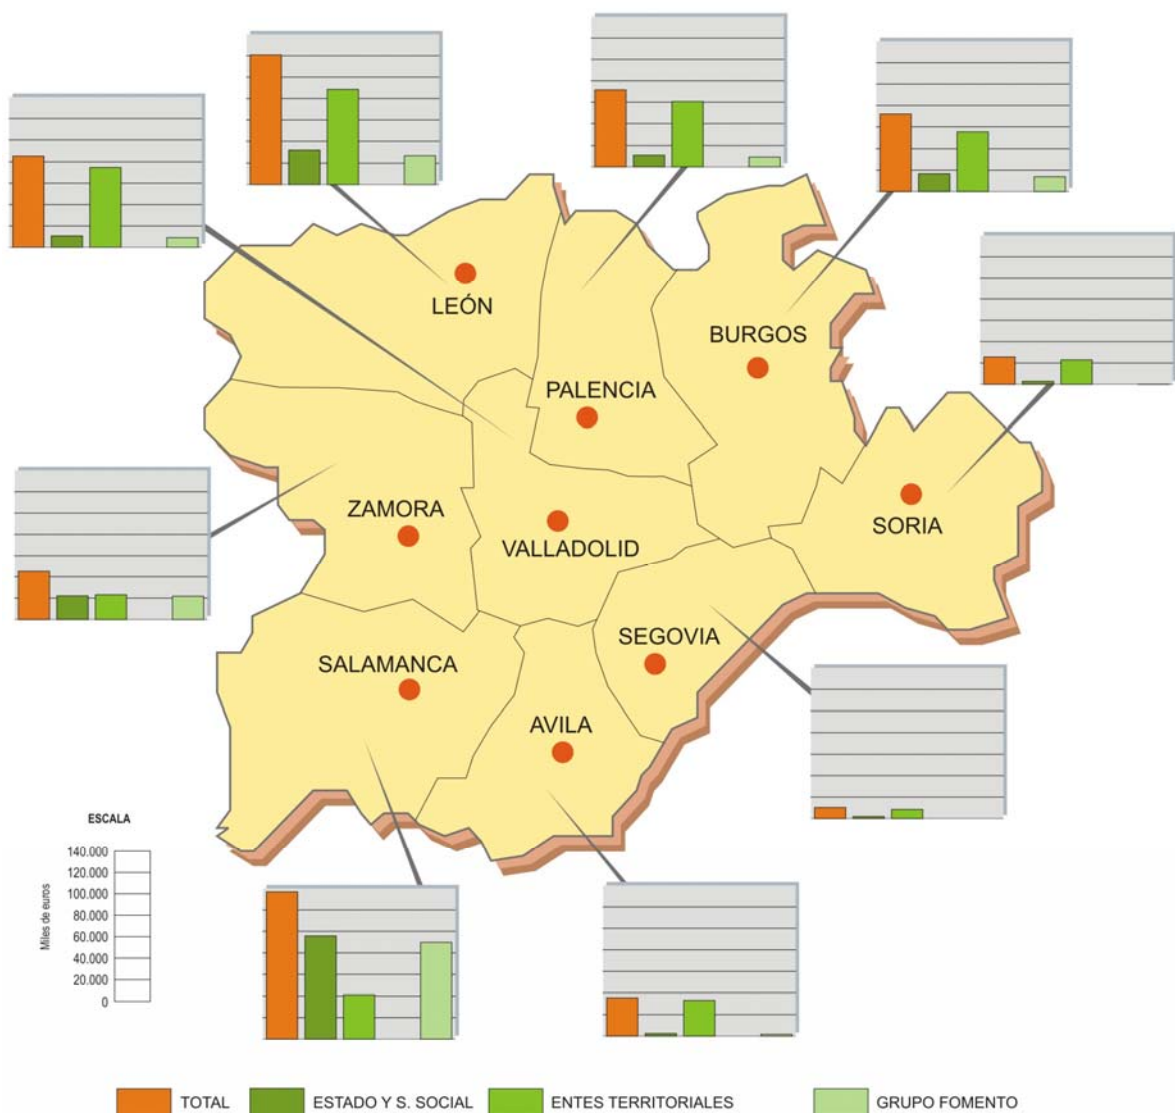 LEÓN
BURGOS
PALENCIA
ZAMORA
SORIA
VALLADOLID
SEGOVIA
SALAMANCA
AVILA
ESCALA
Miles de euros
140.000
120.000
100.000
80.000
60.000
40.000
20.000
0
TOTAL ESTADO Y S. SOCIAL ENTES TERRITORIALES GRUPO FOMENTO